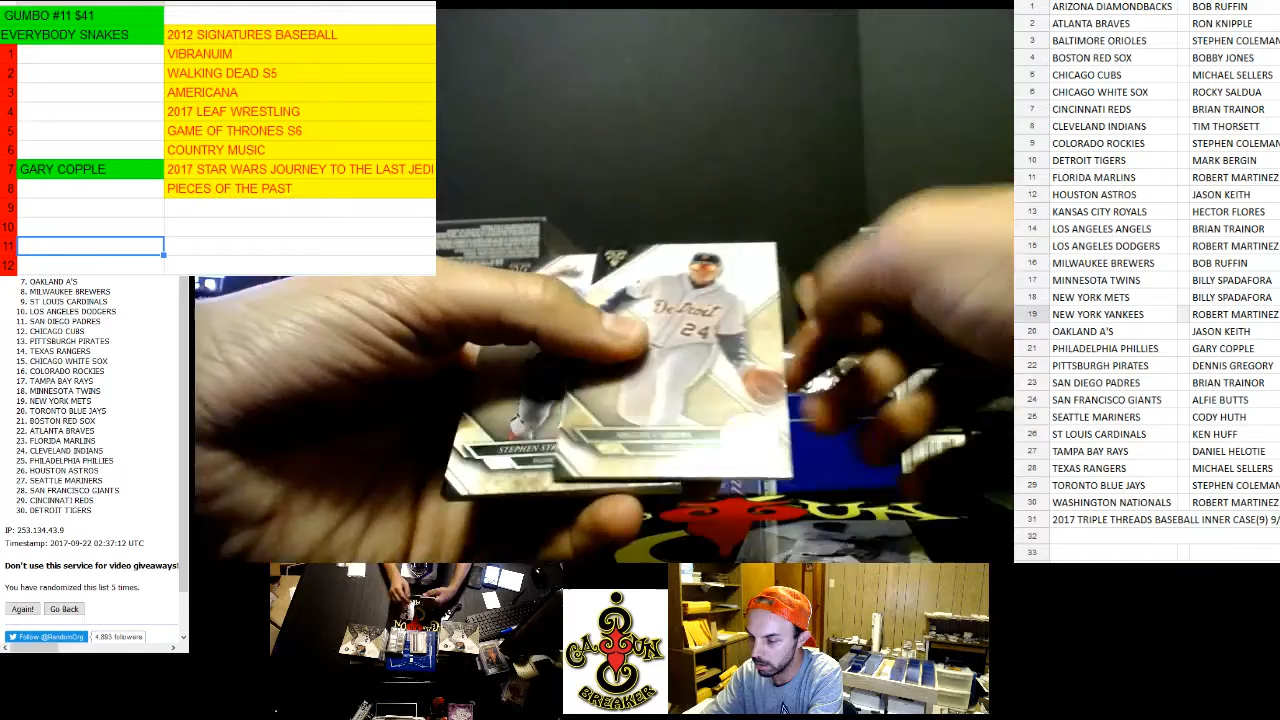 GUMBO #11 $41
EVERYBODY SNAKES
2012 SIGNATURES BASEBALL
1 VIBRANUIM
2 WALKING DEAD S5
3 AMERICANA
4 2017 LEAF WRESTLING
5 GAME OF THRONES S6
6 COUNTRY MUSIC
7 GARY COPPLE 2017 STAR WARS JOURNEY TO THE LAST JEDI
8 PIECES OF THE PAST
9
10
11
12
7. OAKLAND A'S
8. MILWAUKEE BREWERS
9. ST LOUIS CARDINALS
10. LOS ANGELES DODGERS
11. SAN DIEGO PADRES
12. CHICAGO CUBS
13. PITTSBURGH PIRATES
14. TEXAS RANGERS
15. CHICAGO WHITE SOX
16. COLORADO ROCKIES
17. TAMPA BAY RAYS
18. MINNESOTA TWINS
19. NEW YORK METS
20. TORONTO BLUE JAYS
21. BOSTON RED SOX
22. ATLANTA BRAVES
23. FLORIDA MARLINS
24. CLEVELAND INDIANS
25. PHILADELPHIA PHILLIES
26. HOUSTON ASTROS
27. SEATTLE MARINERS
28. SAN FRANCISCO GIANTS
29. CINCINNATI REDS
30. DETROIT TIGERS
IP: 253.134.43.9
Timestamp: 2017-09-22 02:37:12 UTC
Don't use this service for video giveaways!
You have randomized this list 5 times.
Again! Go Back
Follow @RandomOrg 4,893 followers
Detroit
24
STEPHEN STR
CAJUN
BREAKER
1 ARIZONA DIAMONDBACKS BOB RUFFIN
2 ATLANTA BRAVES RON KNIPPLE
3 BALTIMORE ORIOLES STEPHEN COLEMAN
4 BOSTON RED SOX BOBBY JONES
5 CHICAGO CUBS MICHAEL SELLERS
6 CHICAGO WHITE SOX ROCKY SALDUA
7 CINCINNATI REDS BRIAN TRAINOR
8 CLEVELAND INDIANS TIM THORSETT
9 COLORADO ROCKIES STEPHEN COLEMAN
10 DETROIT TIGERS MARK BERGIN
11 FLORIDA MARLINS ROBERT MARTINEZ
12 HOUSTON ASTROS JASON KEITH
13 KANSAS CITY ROYALS HECTOR FLORES
14 LOS ANGELES ANGELS BRIAN TRAINOR
15 LOS ANGELES DODGERS ROBERT MARTINEZ
16 MILWAUKEE BREWERS BOB RUFFIN
17 MINNESOTA TWINS BILLY SPADAFORA
18 NEW YORK METS BILLY SPADAFORA
19 NEW YORK YANKEES ROBERT MARTINEZ
20 OAKLAND A'S JASON KEITH
21 PHILADELPHIA PHILLIES GARY COPPLE
22 PITTSBURGH PIRATES DENNIS GREGORY
23 SAN DIEGO PADRES BRIAN TRAINOR
24 SAN FRANCISCO GIANTS ALFIE BUTTS
25 SEATTLE MARINERS CODY HUTH
26 ST LOUIS CARDINALS KEN HUFF
27 TAMPA BAY RAYS DANIEL HELOTIE
28 TEXAS RANGERS MICHAEL SELLERS
29 TORONTO BLUE JAYS STEPHEN COLEMAN
30 WASHINGTON NATIONALS ROBERT MARTINEZ
31 2017 TRIPLE THREADS BASEBALL INNER CASE(9) 9/
32
33